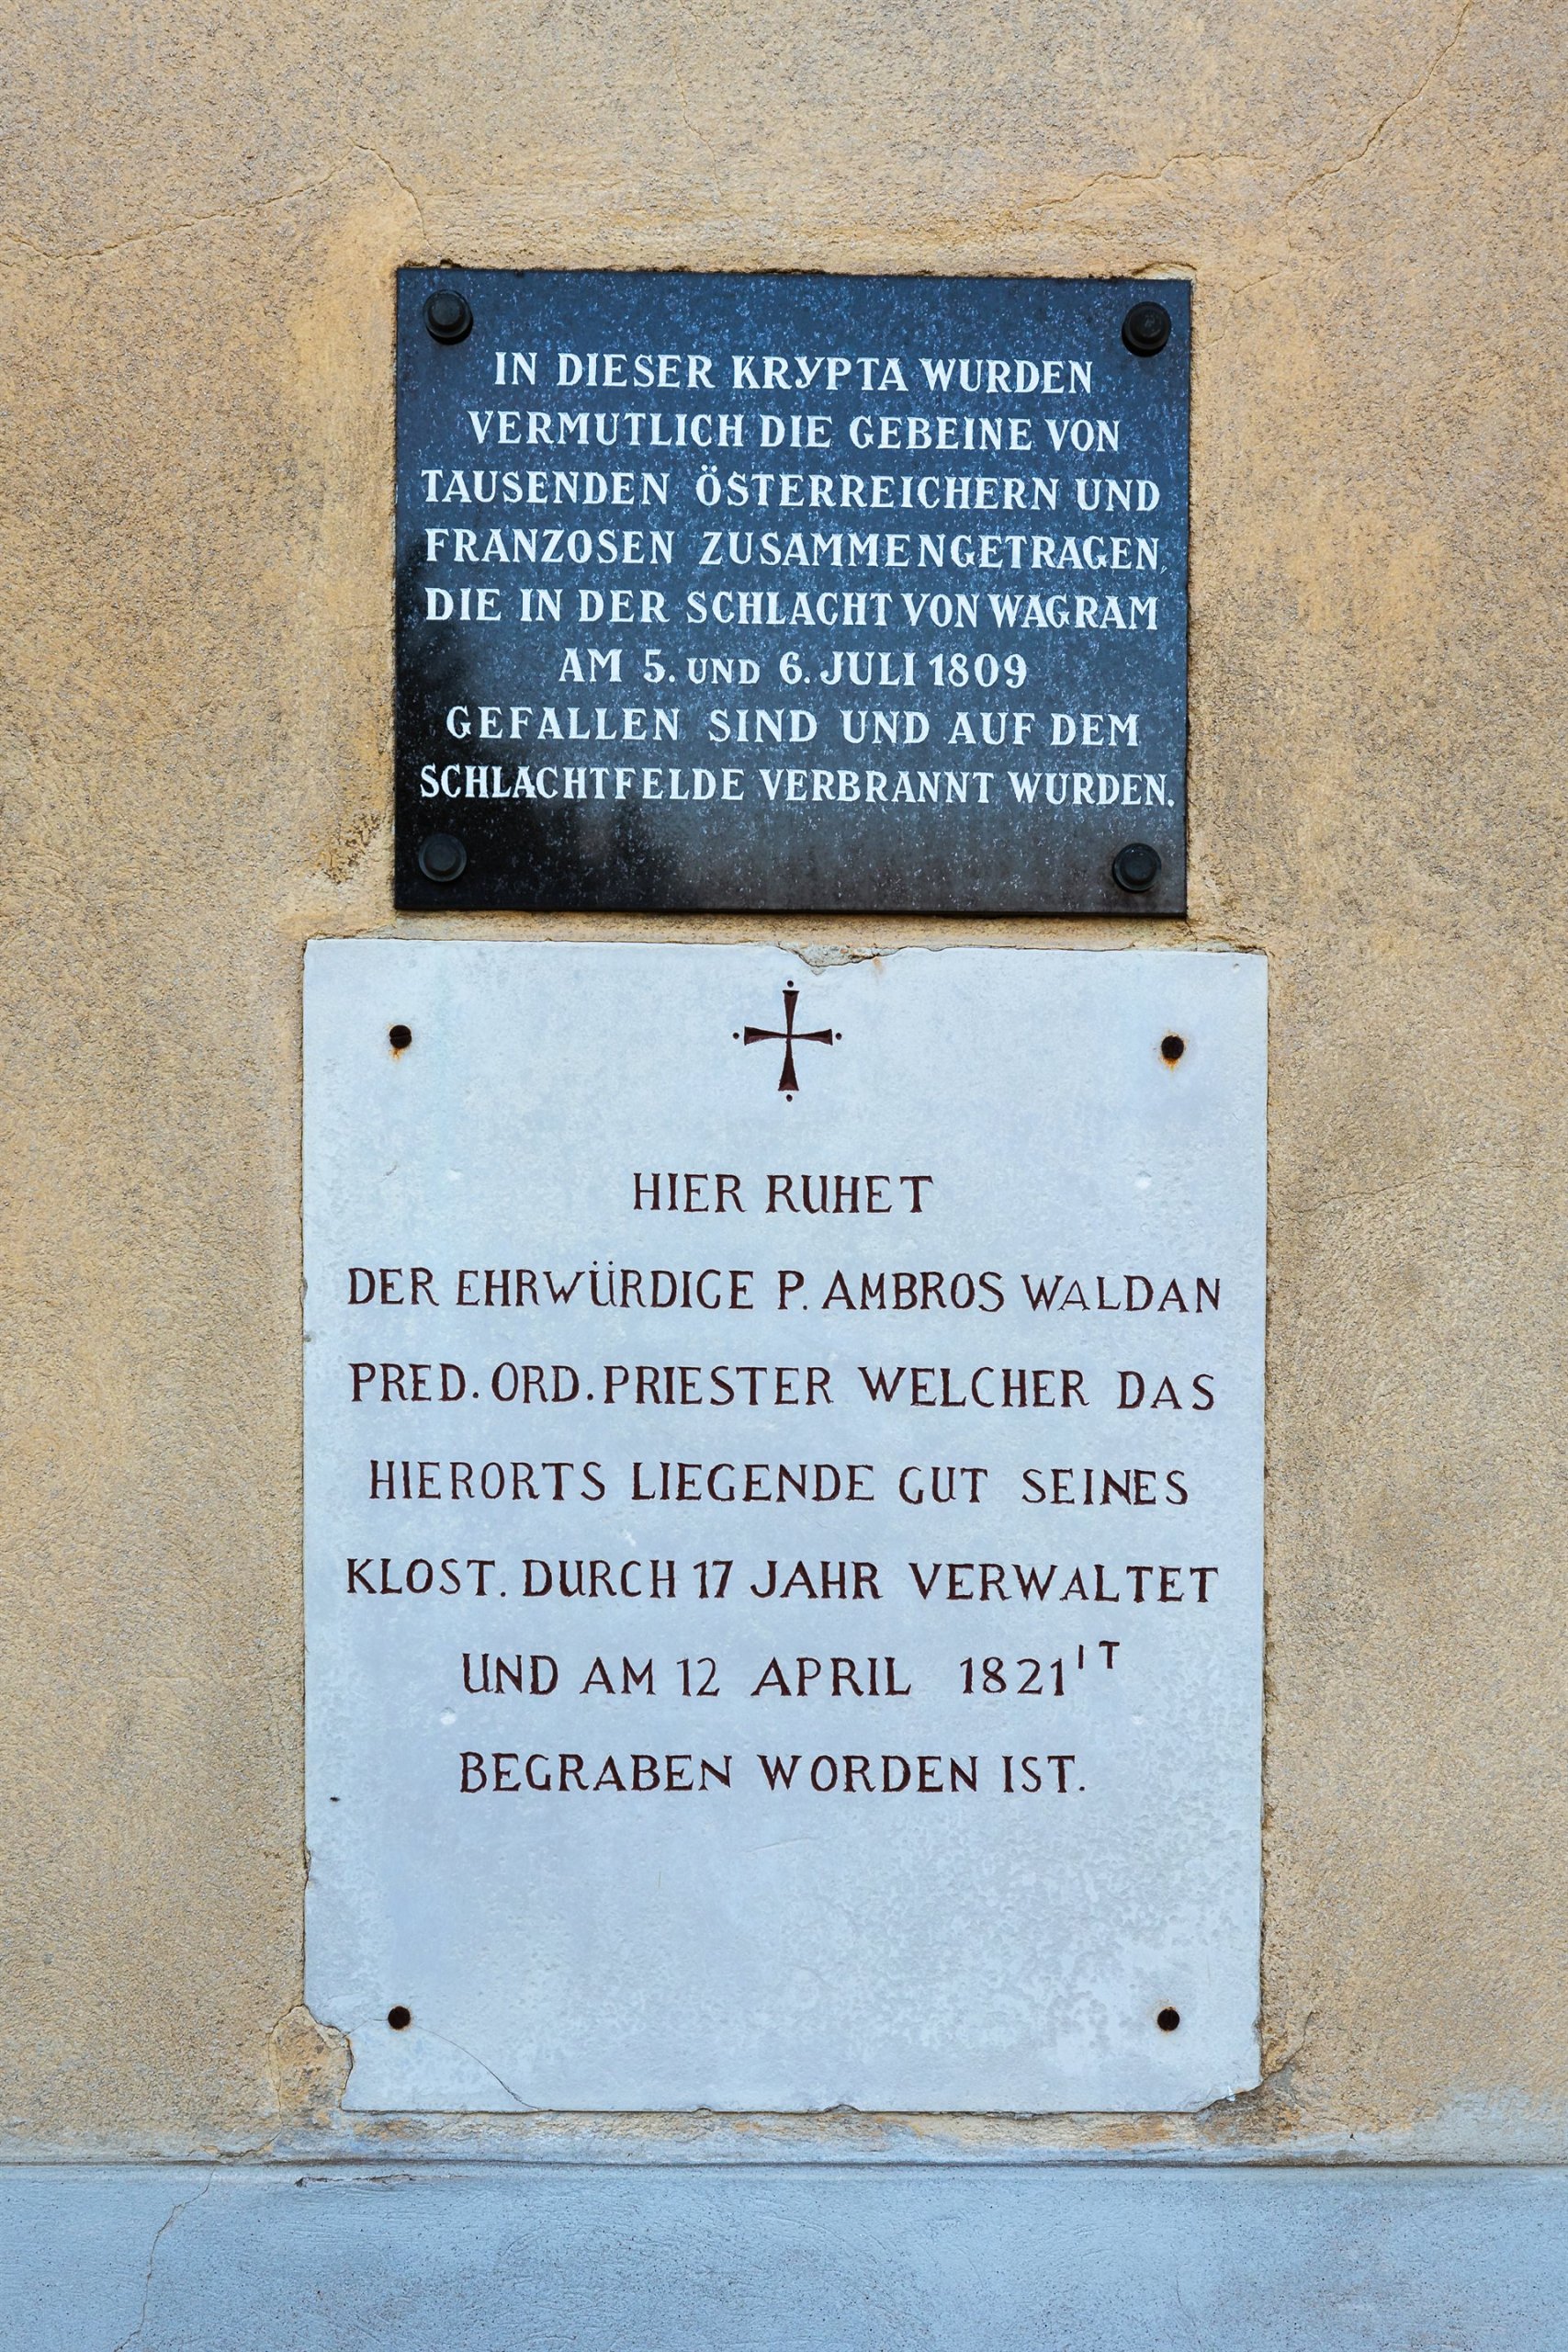 IN DIESER KRYPTA WURDEN
VERMUTLICH DIE GEBEINE VON
TAUSENDEN ÖSTERREICHERN UND
FRANZOSEN ZUSAMMENGETRAGEN,
DIE IN DER SCHLACHT VON WAGRAM
AM 5. UND 6. JULI 1809
GEFALLEN SIND UND AUF DEM
SCHLACHTFELDE VERBRANNT WURDEN.
HIER RUHET
DER EHRWÜRDIGE P. AMBROS WALDAN
PRED. ORD. PRIESTER WELCHER DAS
HIERORTS LIEGENDE GUT SEINES
KLOST. DURCH 17 JAHR VERWALTET
UND AM 12 APRIL 1821 IT
BEGRABEN WORDEN IST.